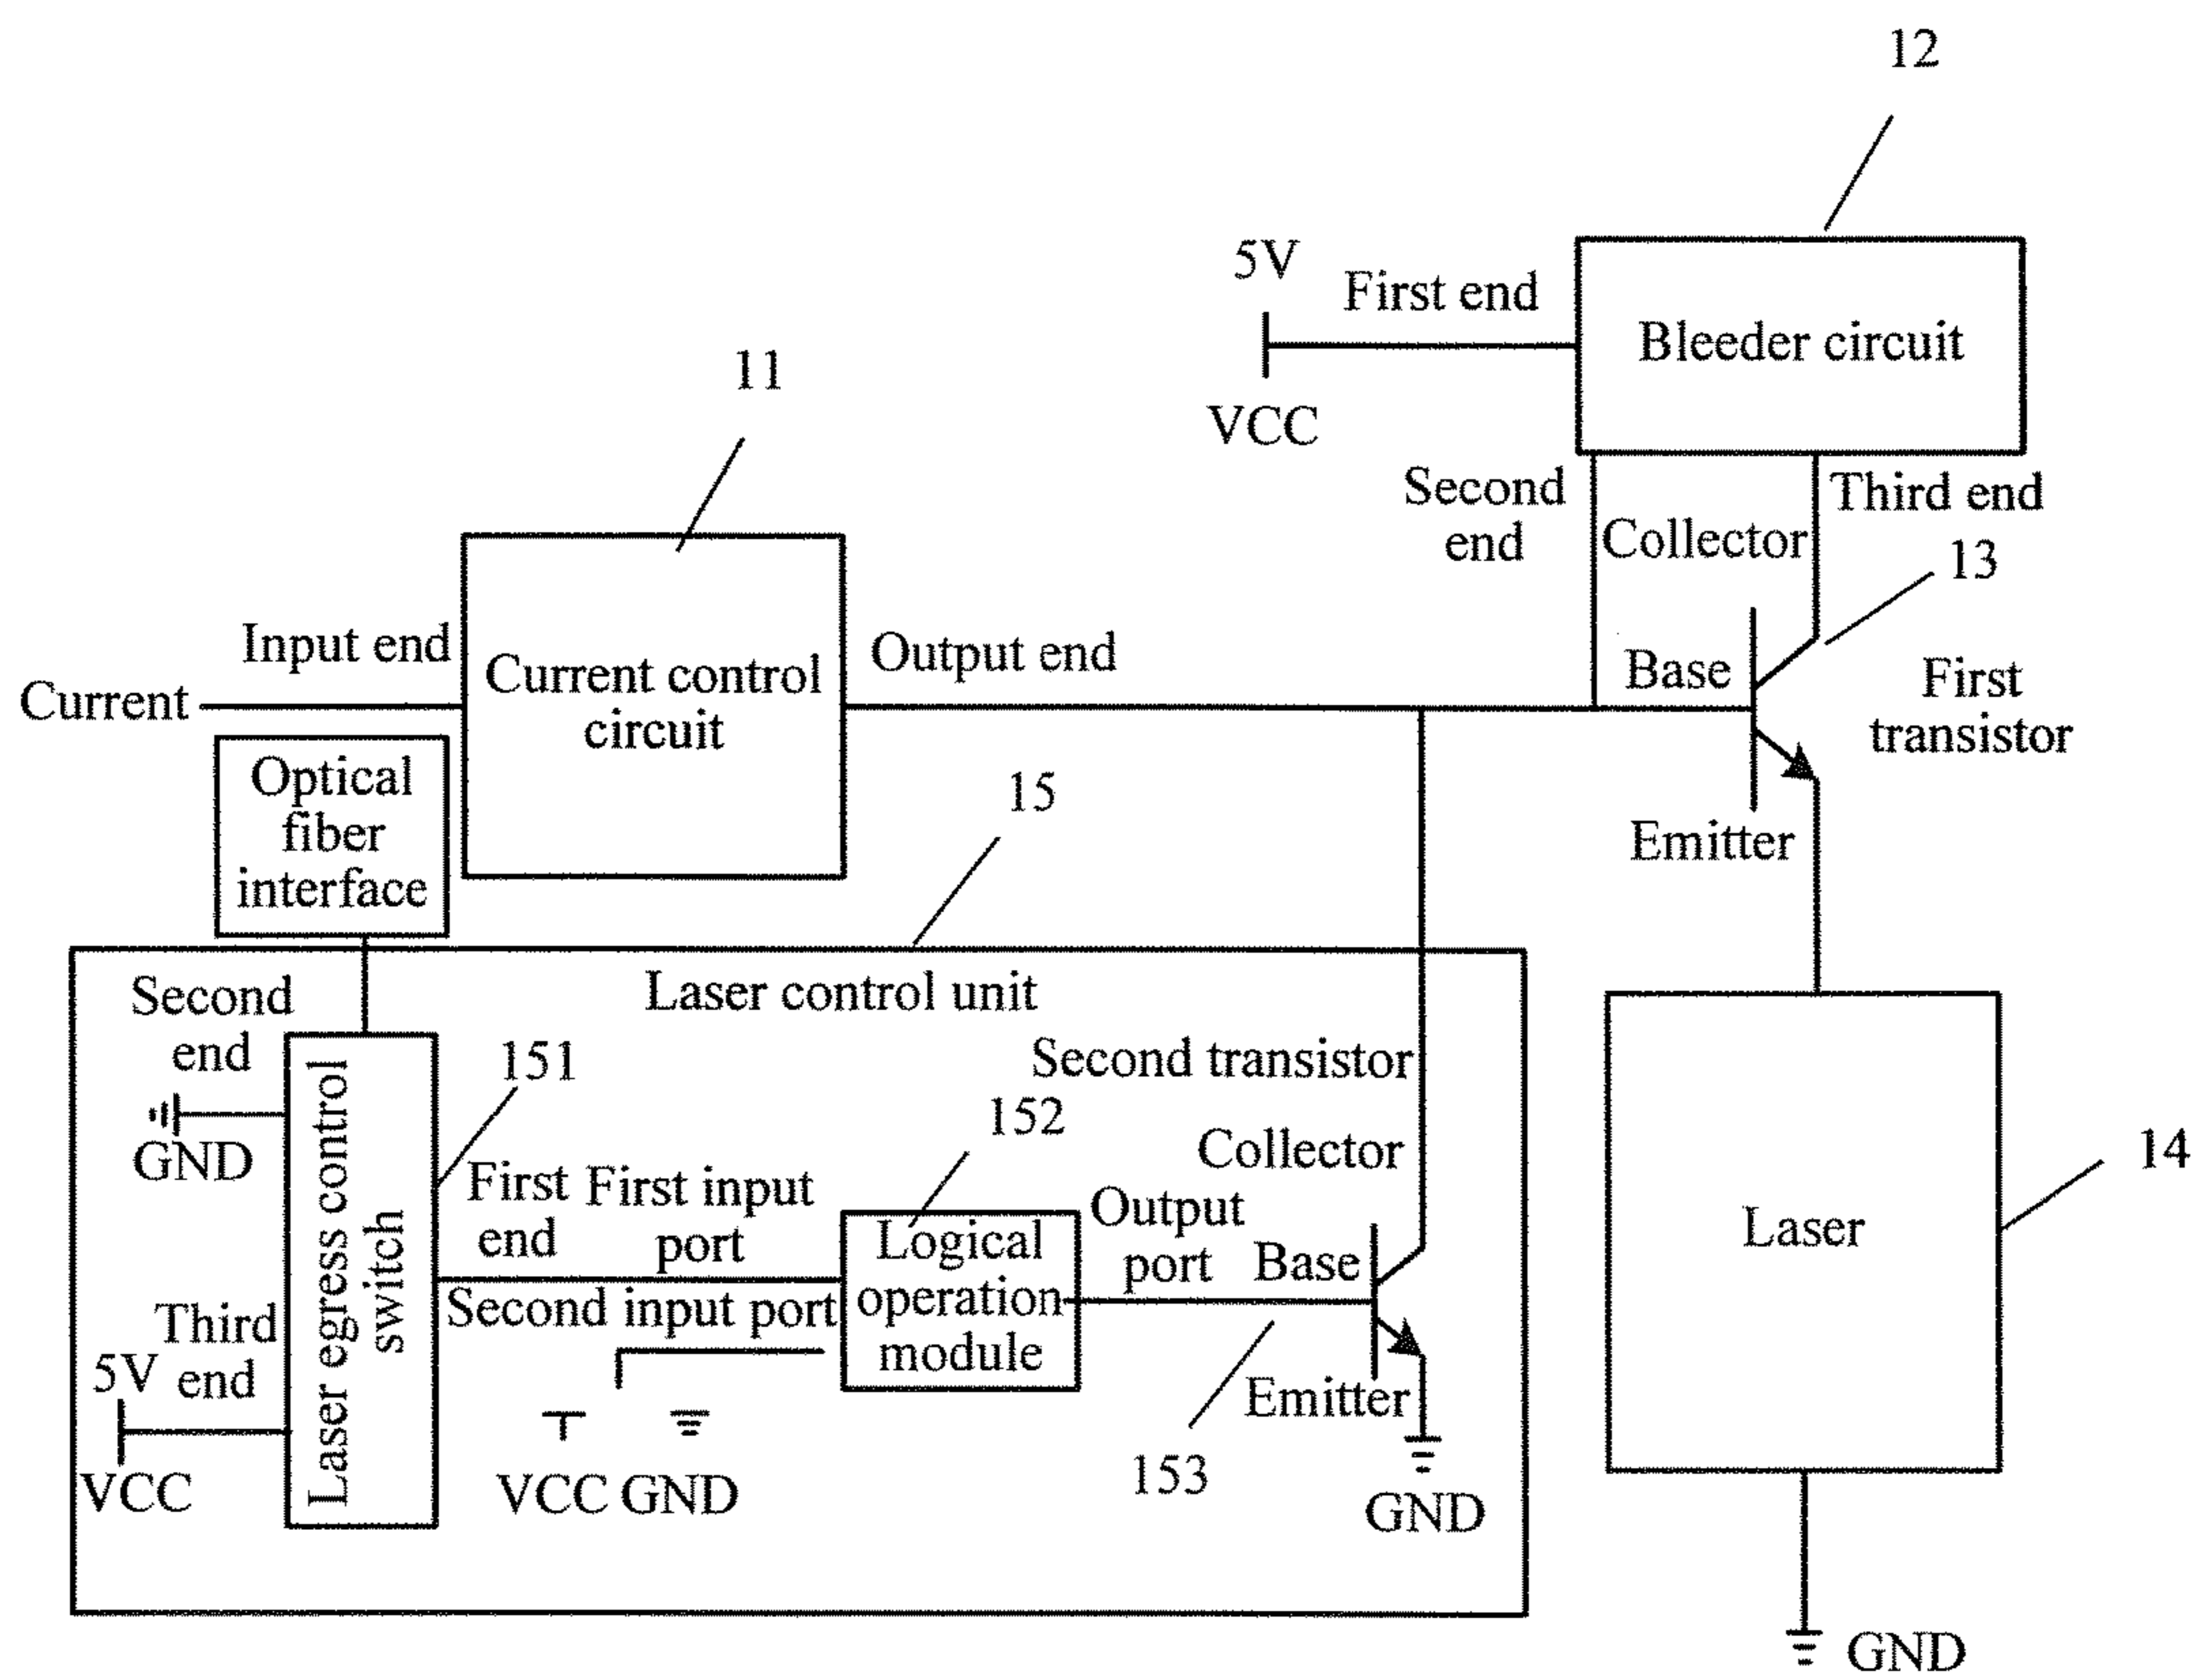 12
5V
First end
Bleeder circuit
VCC
11
Second
end
Third end
Collector
13
Input end
Current
Current control
circuit
Output end
Base
First
transistor
Emitter
Optical
fiber
interface
15
Laser control unit
Second
end
GND
151
Laser egress control
switch
Second transistor
152
Collector
First
end
First input
port
Second input port
Logical
operation
module
Output
port
Base
Third
end
5V
VCC
VCC
GND
153
Emitter
GND
14
Laser
GND